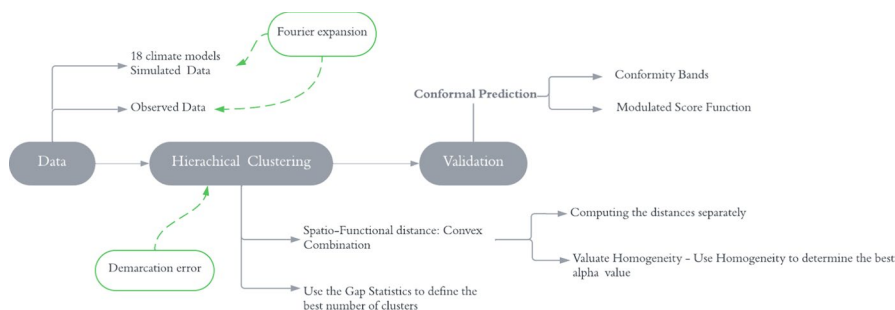 Fourier expansion
18 climate models
Simulated Data
Observed Data
Conformal Prediction
Conformity Bands
Modulated Score Function
Data
Hierachical Clustering
Validation
Spatio-Functional distance: Convex
Combination
Computing the distances separately
Demarcation error
Valuate Homogeneity - Use Homogeneity to determine the best
alpha value
Use the Gap Statistics to define the
best number of clusters